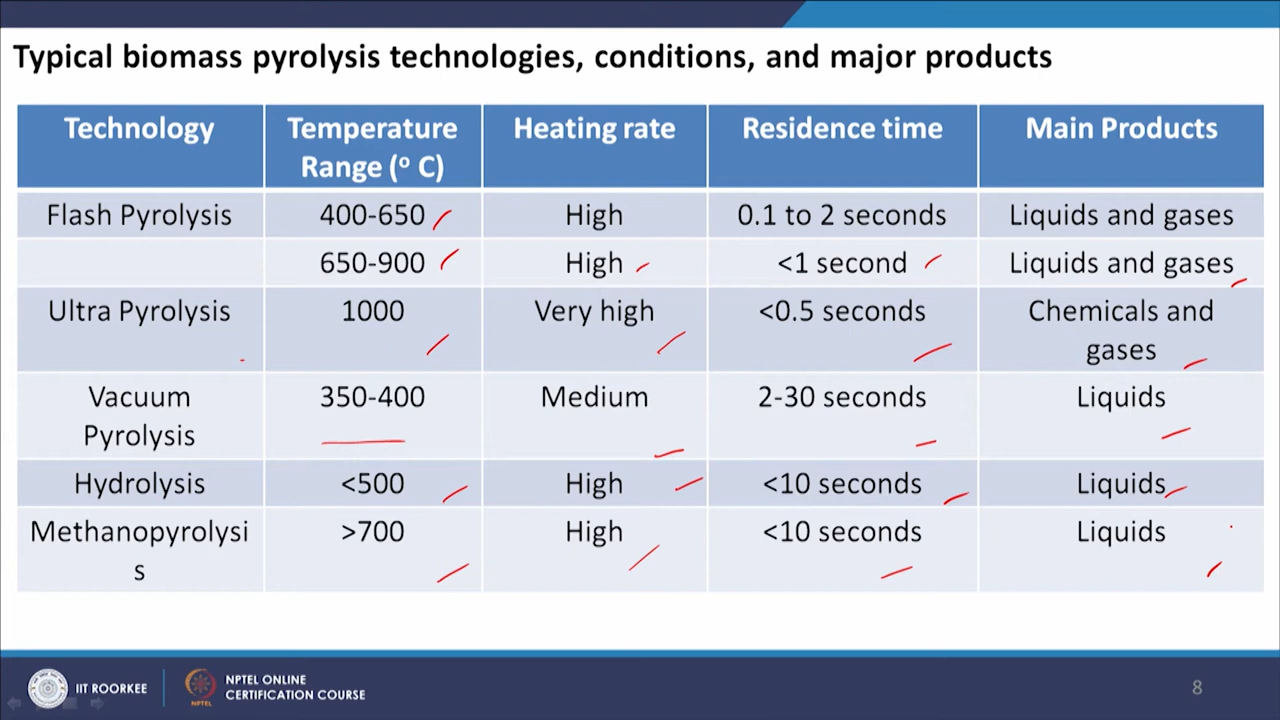 Typical biomass pyrolysis technologies, conditions, and major products
Technology Temperature Range (º C) Heating rate Residence time Main Products
Flash Pyrolysis 400-650 High 0.1 to 2 seconds Liquids and gases
650-900 High <1 second Liquids and gases
Ultra Pyrolysis 1000 Very high <0.5 seconds Chemicals and gases
Vacuum Pyrolysis 350-400 Medium 2-30 seconds Liquids
Hydrolysis <500 High <10 seconds Liquids
Methanopyrolysi
s >700 High <10 seconds Liquids
IIT ROORKEE
NPTEL
NPTEL ONLINE
CERTIFICATION COURSE
8